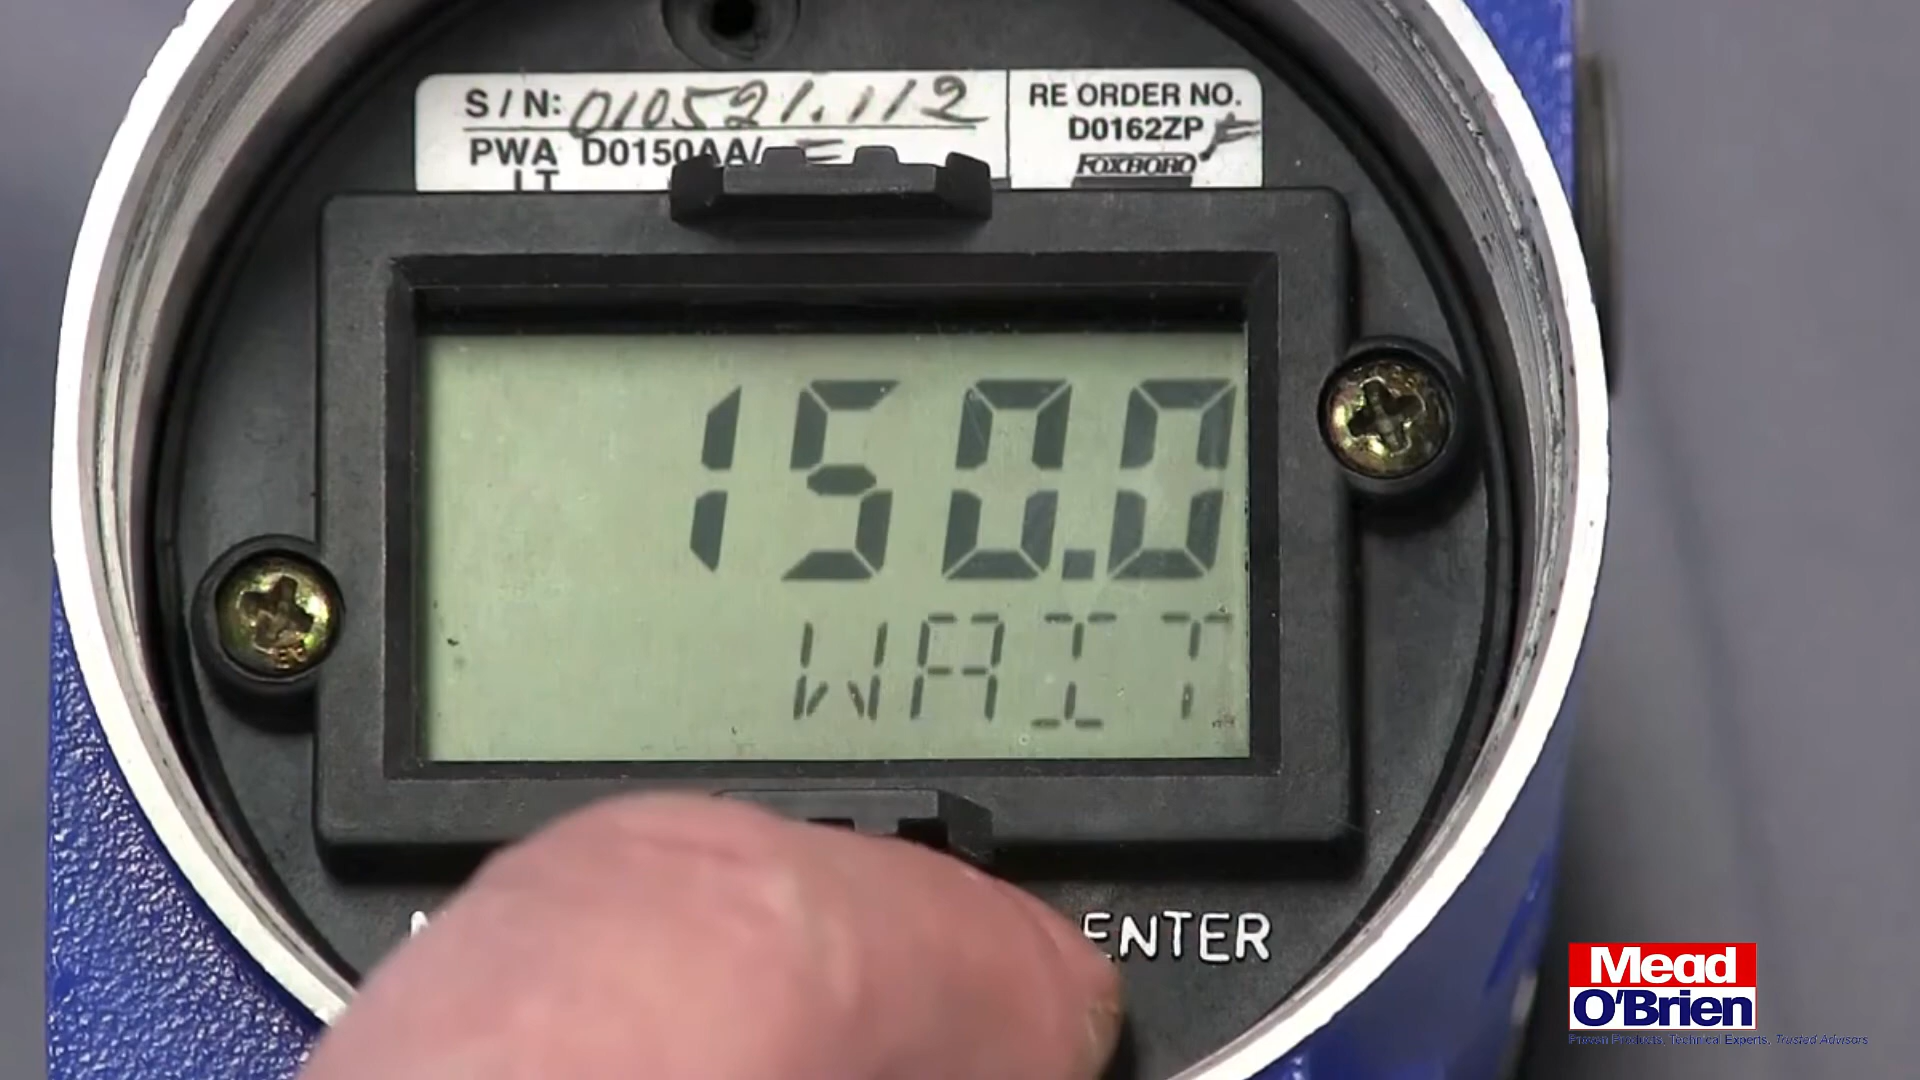 S/N: 010521.112
PWA D0150AA/
LT
RE ORDER NO.
D0162ZP
FOXBORO
150.0
WAIT
ENTER
Mead
O'Brien
Proven Products, Technical Experts, Trusted Advisors